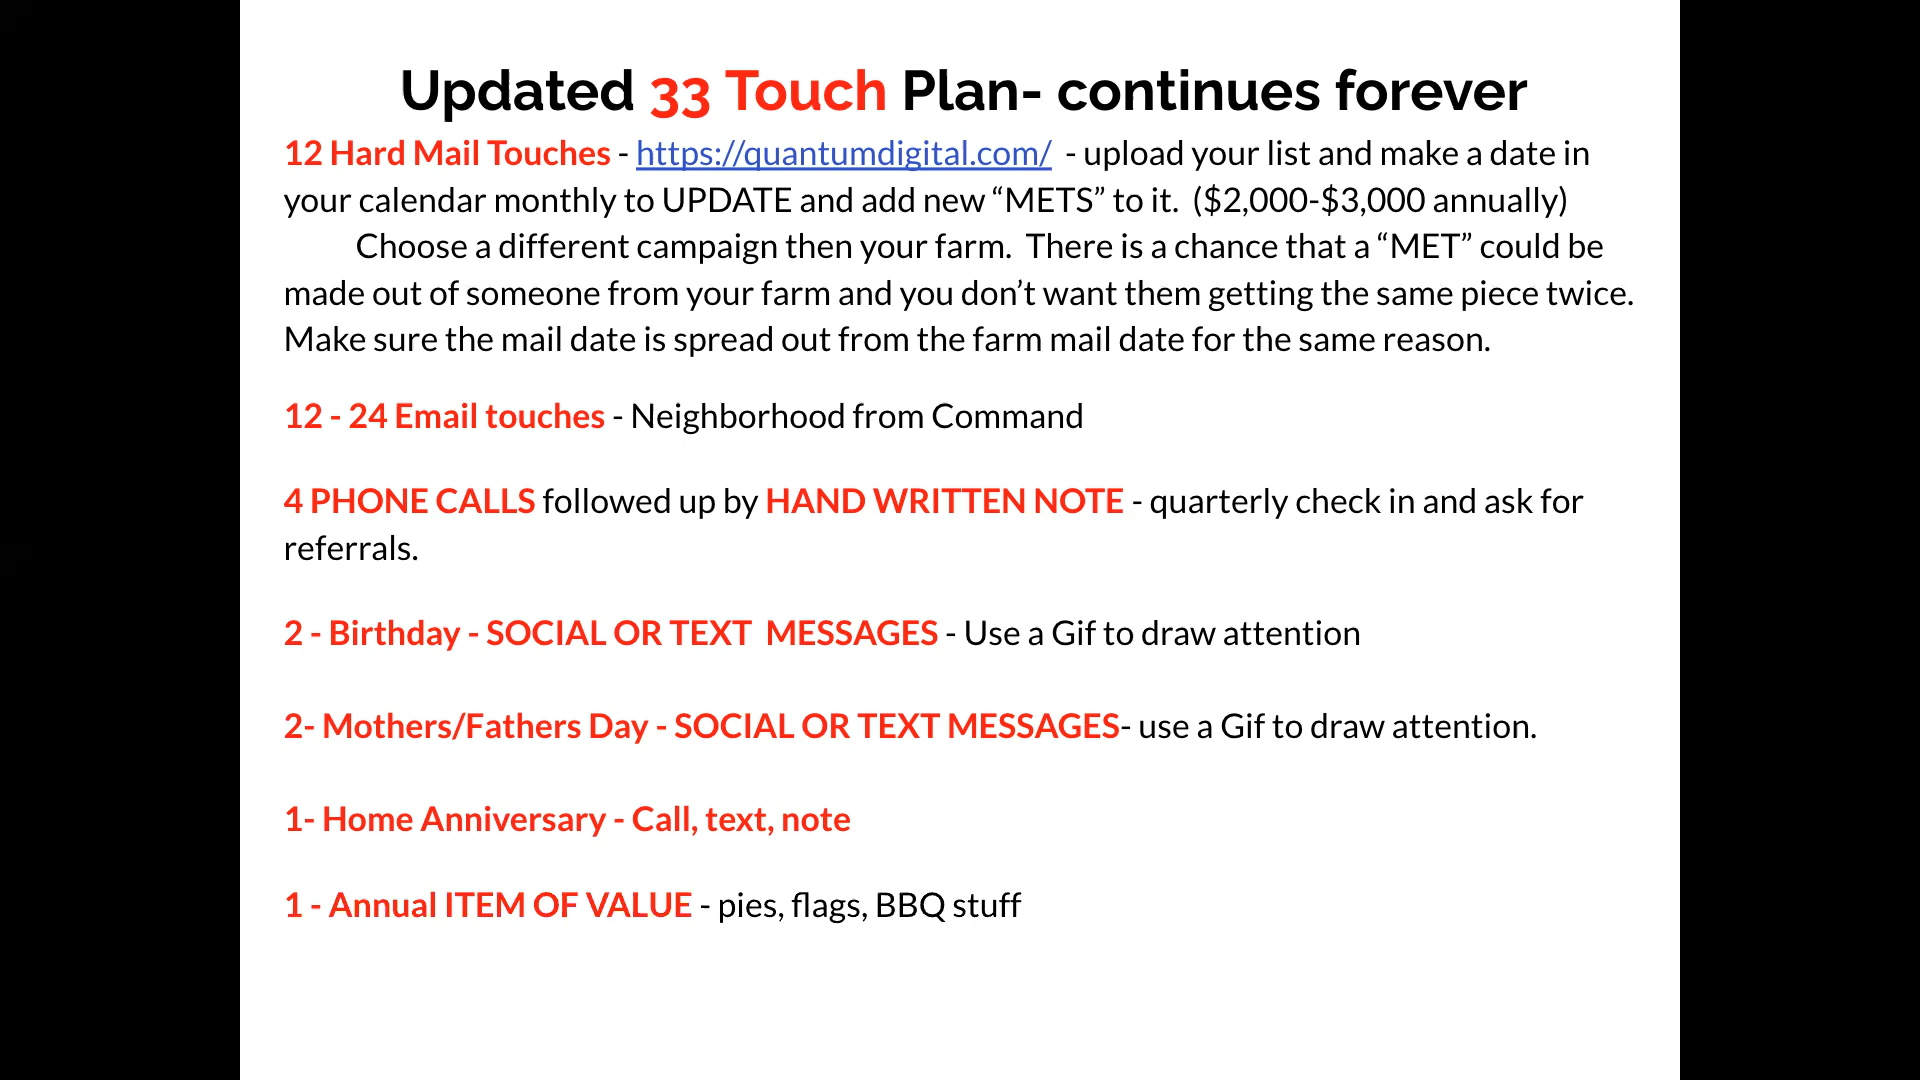 Updated 33 Touch Plan- continues forever
12 Hard Mail Touches - https://quantumdigital.com/  - upload your list and make a date in
your calendar monthly to UPDATE and add new “METS” to it.  ($2,000-$3,000 annually)
Choose a different campaign then your farm.  There is a chance that a “MET” could be
made out of someone from your farm and you don’t want them getting the same piece twice.
Make sure the mail date is spread out from the farm mail date for the same reason.
12 - 24 Email touches - Neighborhood from Command
4 PHONE CALLS followed up by HAND WRITTEN NOTE - quarterly check in and ask for
referrals.
2 - Birthday - SOCIAL OR TEXT  MESSAGES - Use a Gif to draw attention
2- Mothers/Fathers Day - SOCIAL OR TEXT MESSAGES- use a Gif to draw attention.
1- Home Anniversary - Call, text, note
1 - Annual ITEM OF VALUE - pies, flags, BBQ stuff